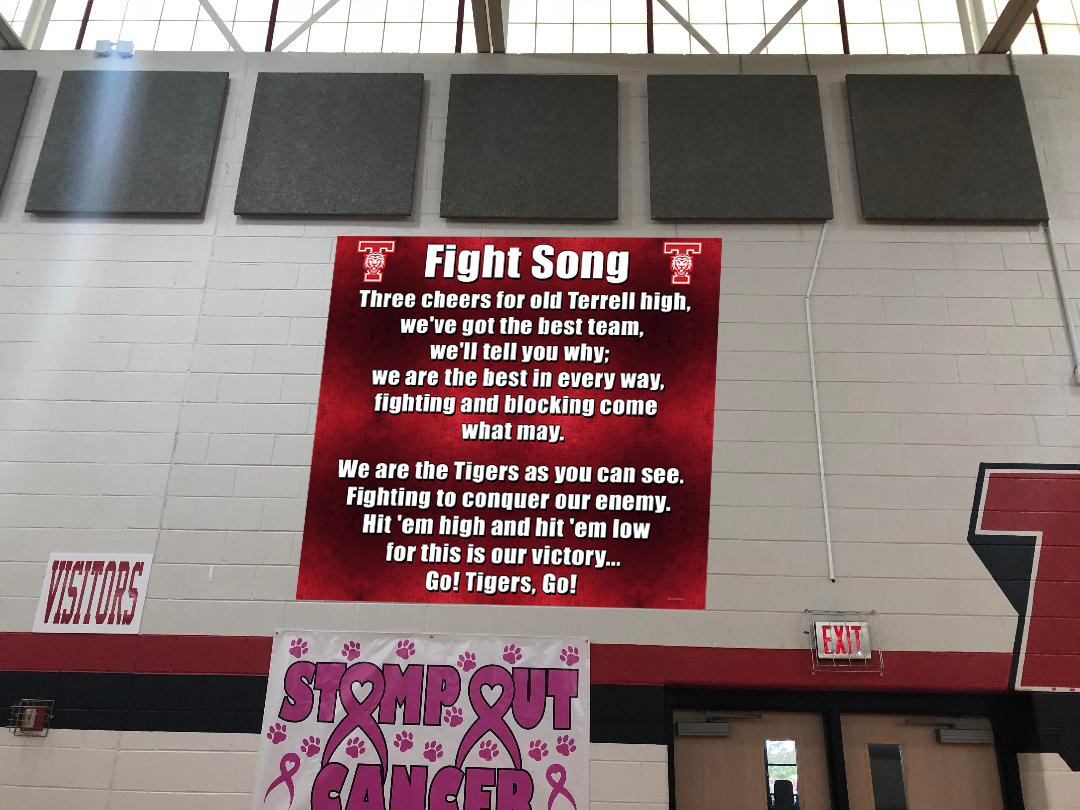 Fight Song
Three cheers for old Terrell high,
we've got the best team,
we'll tell you why;
we are the best in every way,
fighting and blocking come
what may.
We are the Tigers as you can see.
Fighting to conquer our enemy.
Hit 'em high and hit 'em low
for this is our victory...
Go! Tigers, Go!
VISITORS
EXIT
STOMP OUT
CANCER